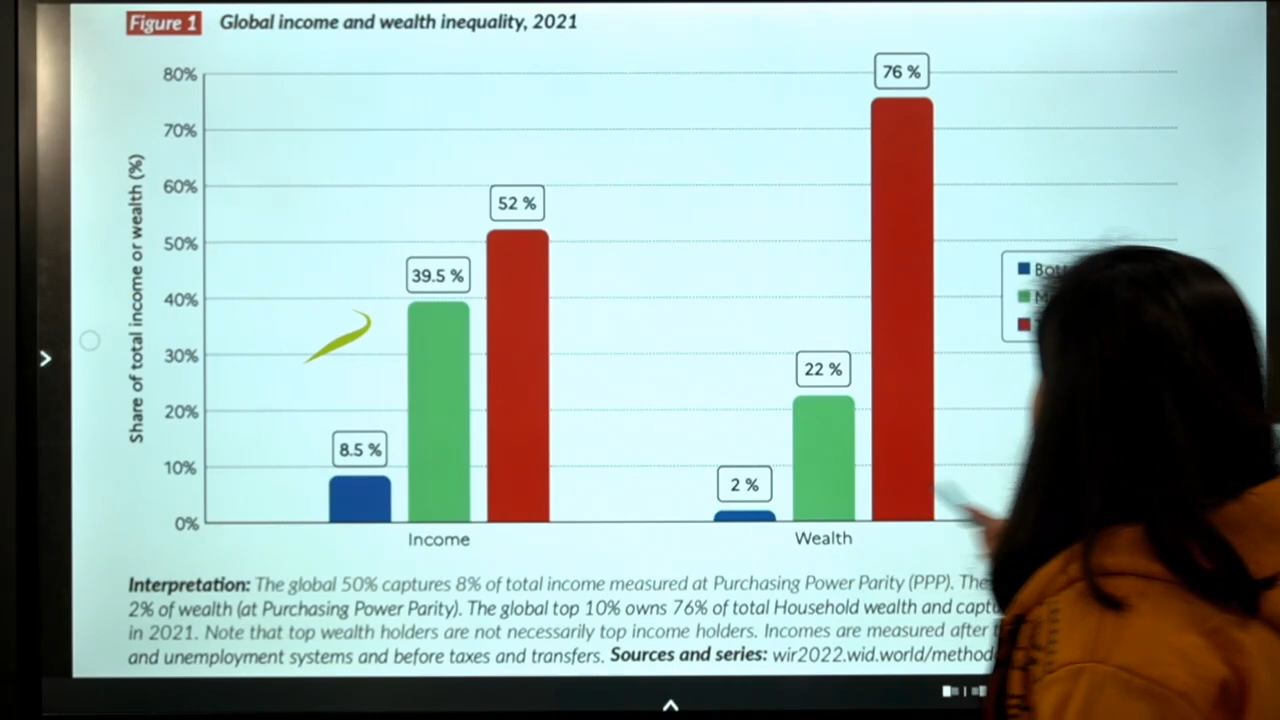 Figure 1 Global income and wealth inequality, 2021
Share of total income or wealth (%)
80%
70%
60%
50%
40%
30%
20%
10%
0%
8.5 %
39.5 %
52 %
2 %
22 %
76 %
Income
Wealth
Interpretation: The global 50% captures 8% of total income measured at Purchasing Power Parity (PPP). The
2% of wealth (at Purchasing Power Parity). The global top 10% owns 76% of total Household wealth and
in 2021. Note that top wealth holders are not necessarily top income holders. Incomes are measured after
and unemployment systems and before taxes and transfers. Sources and series: wir2022.wid.world/method